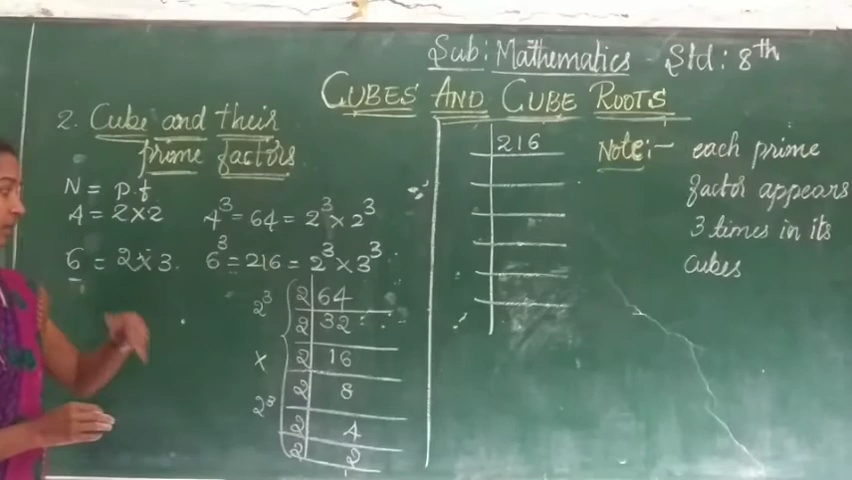 Sub: Mathematics - Std: 8th
CUBES AND CUBE ROOTS
2. Cube and their
prime factors
N = p.f
4 = 2×2 4³ = 64 = 2³ × 2³
6 = 2×3. 6³ = 216 = 2³ × 3³
2³ 2 64
2 32
× 2 16
2 8
2³ 2 4
2 2
216
Note:- each prime
factor appears
3 times in its
cubes